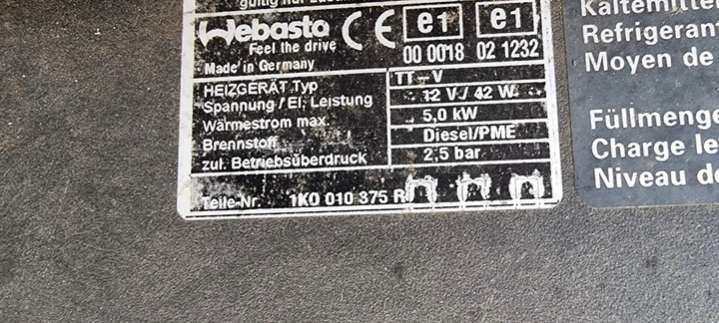 Webasto
Feel the drive
CE e1 e1
00 0018 02 1232
Made in Germany
HEIZGERÄT Typ TT-V
Spannung/El. Leistung 12 V / 42 W
Wärmestrom max. 5,0 kW
Brennstoff Diesel/PME
zul. Betriebsüberdruck 2,5 bar
Teile-Nr. 1K0 010 375 R
Kältemittel
Refrigeran
Moyen de
Füllmenge
Charge le
Niveau de